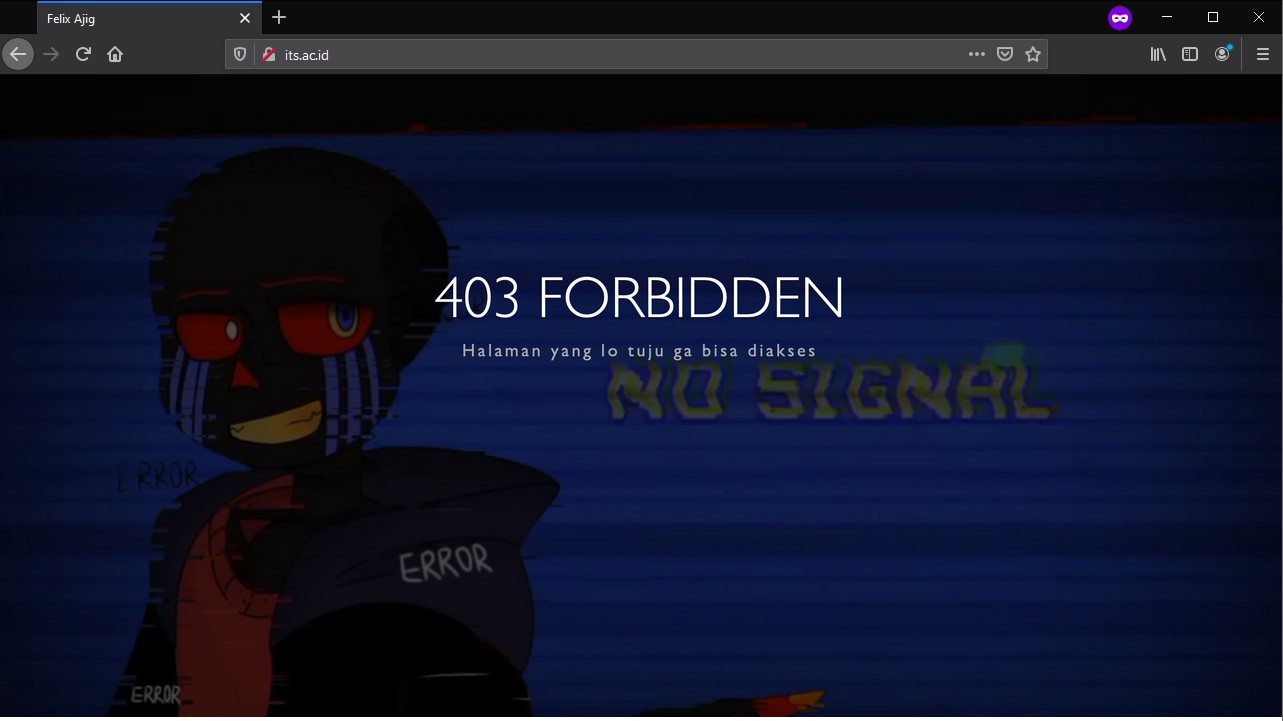 Felix Ajig
its.ac.id
403 FORBIDDEN
Halaman yang lo tuju ga bisa diakses
NO SIGNAL
ERROR
ERROR
ERROR